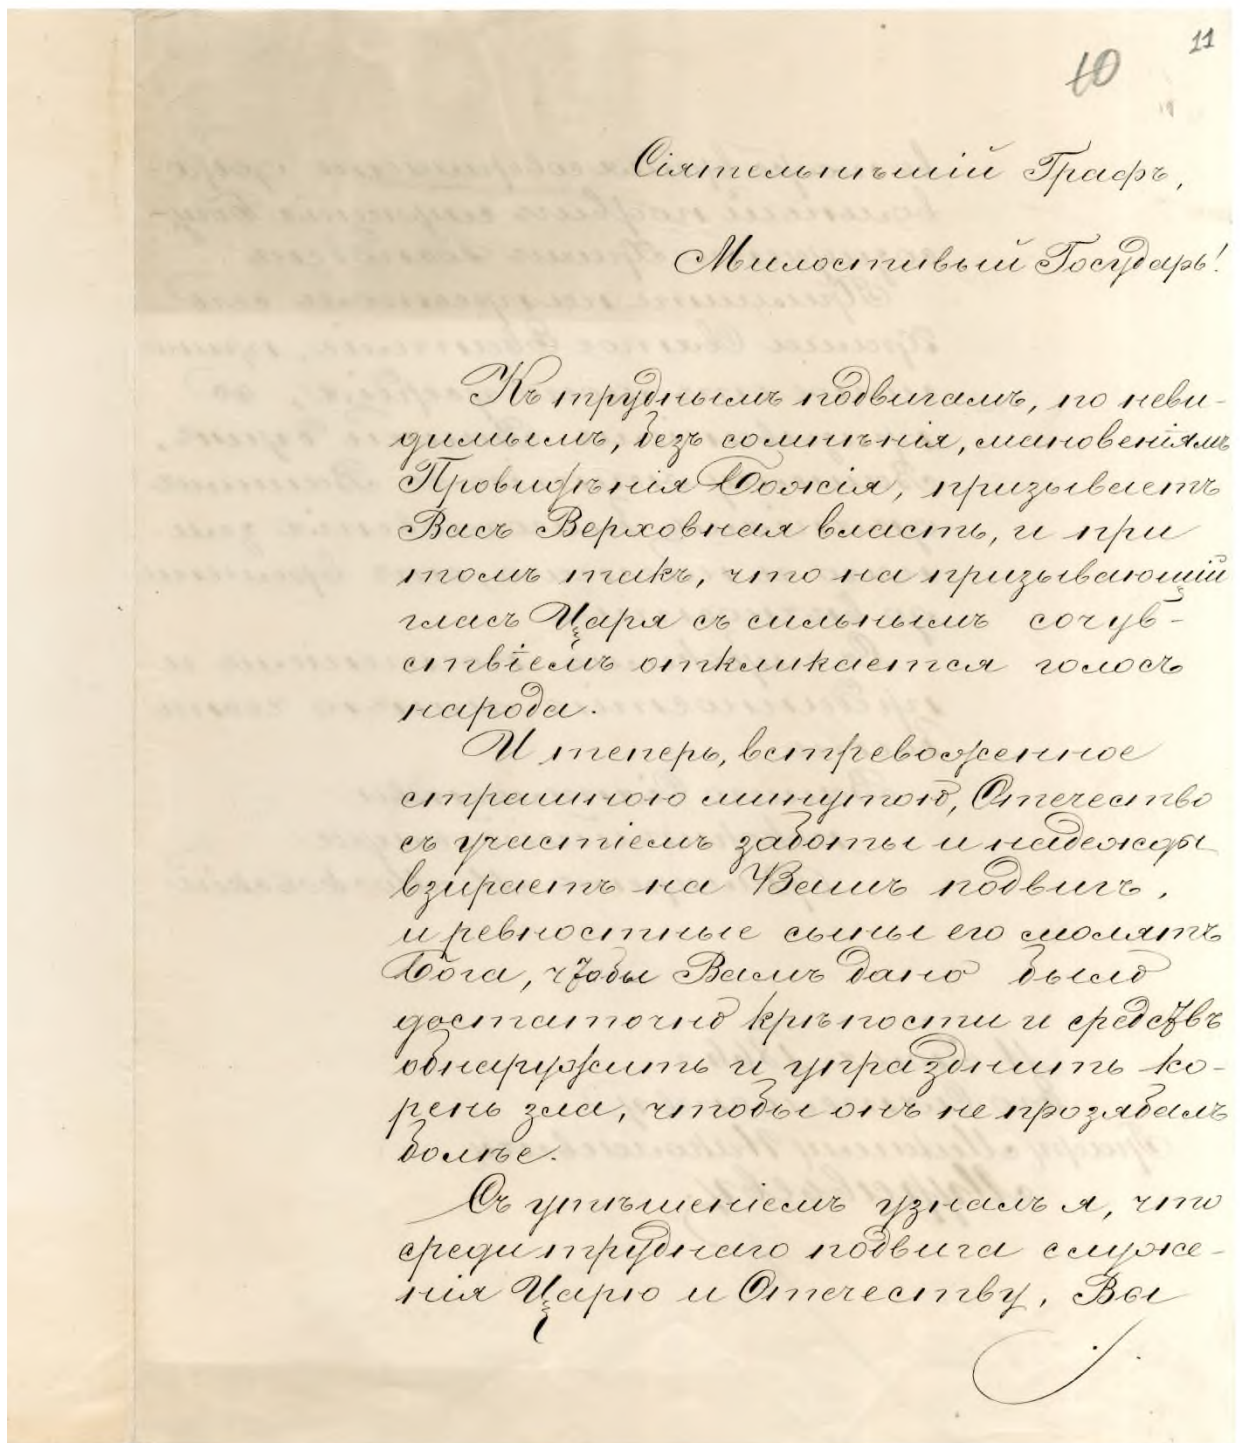 11
10
Сіятельнѣшій Графъ,
Милостивый Государь!
Къ труднымъ подвигамъ, по неви-
димымъ, безъ сомнѣнія, мановеніямъ
Провидѣнія Божія, призываетъ
Васъ Верховная власть, и при
томъ такъ, что на призывающій
гласъ Царя съ сильнымъ сочув-
ствіемъ откликается голосъ
народа.
И теперь, встревоженное
страшною минутою, Отечество
съ участіемъ заботы и надежды
взираетъ на Вашъ подвигъ,
и ревностные сыны его молятъ
Бога, чтобы Вамъ дано было
достаточно крѣпости и средствъ
обнаружить и упразднить ко-
рень зла, чтобы онъ не прозябалъ
болѣе.
Съ утѣшеніемъ узналъ я, что
среди труднаго подвига служе-
нія Царю и Отечеству, Вы